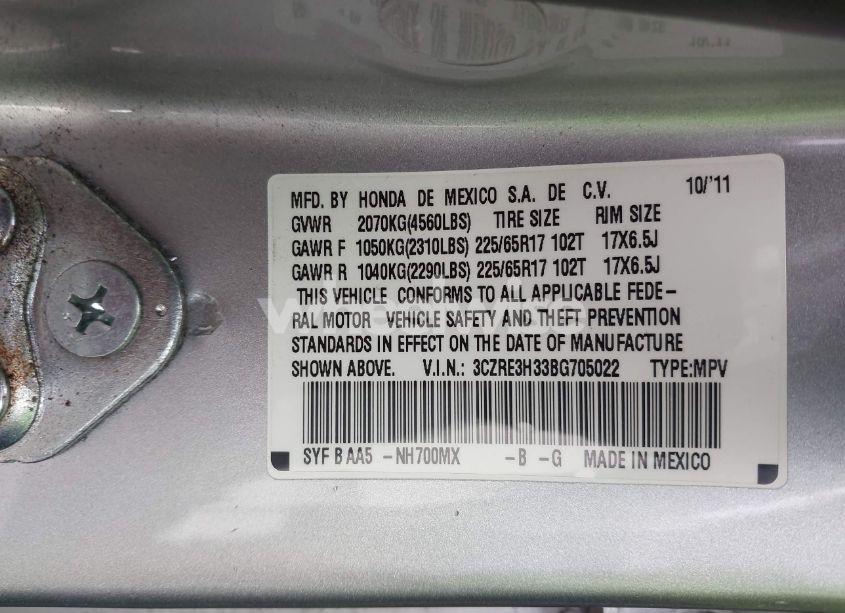 MFD. BY HONDA DE MEXICO S.A. DE C.V. 10/'11
GVWR 2070KG(4560LBS) TIRE SIZE RIM SIZE
GAWR F 1050KG(2310LBS) 225/65R17 102T 17X6.5J
GAWR R 1040KG(2290LBS) 225/65R17 102T 17X6.5J
THIS VEHICLE CONFORMS TO ALL APPLICABLE FEDE-
RAL MOTOR VEHICLE SAFETY AND THEFT PREVENTION
STANDARDS IN EFFECT ON THE DATE OF MANUFACTURE
SHOWN ABOVE. V.I.N.: 3CZRE3H33BG705022 TYPE:MPV
SYF B AA5 -NH700MX -B -G MADE IN MEXICO